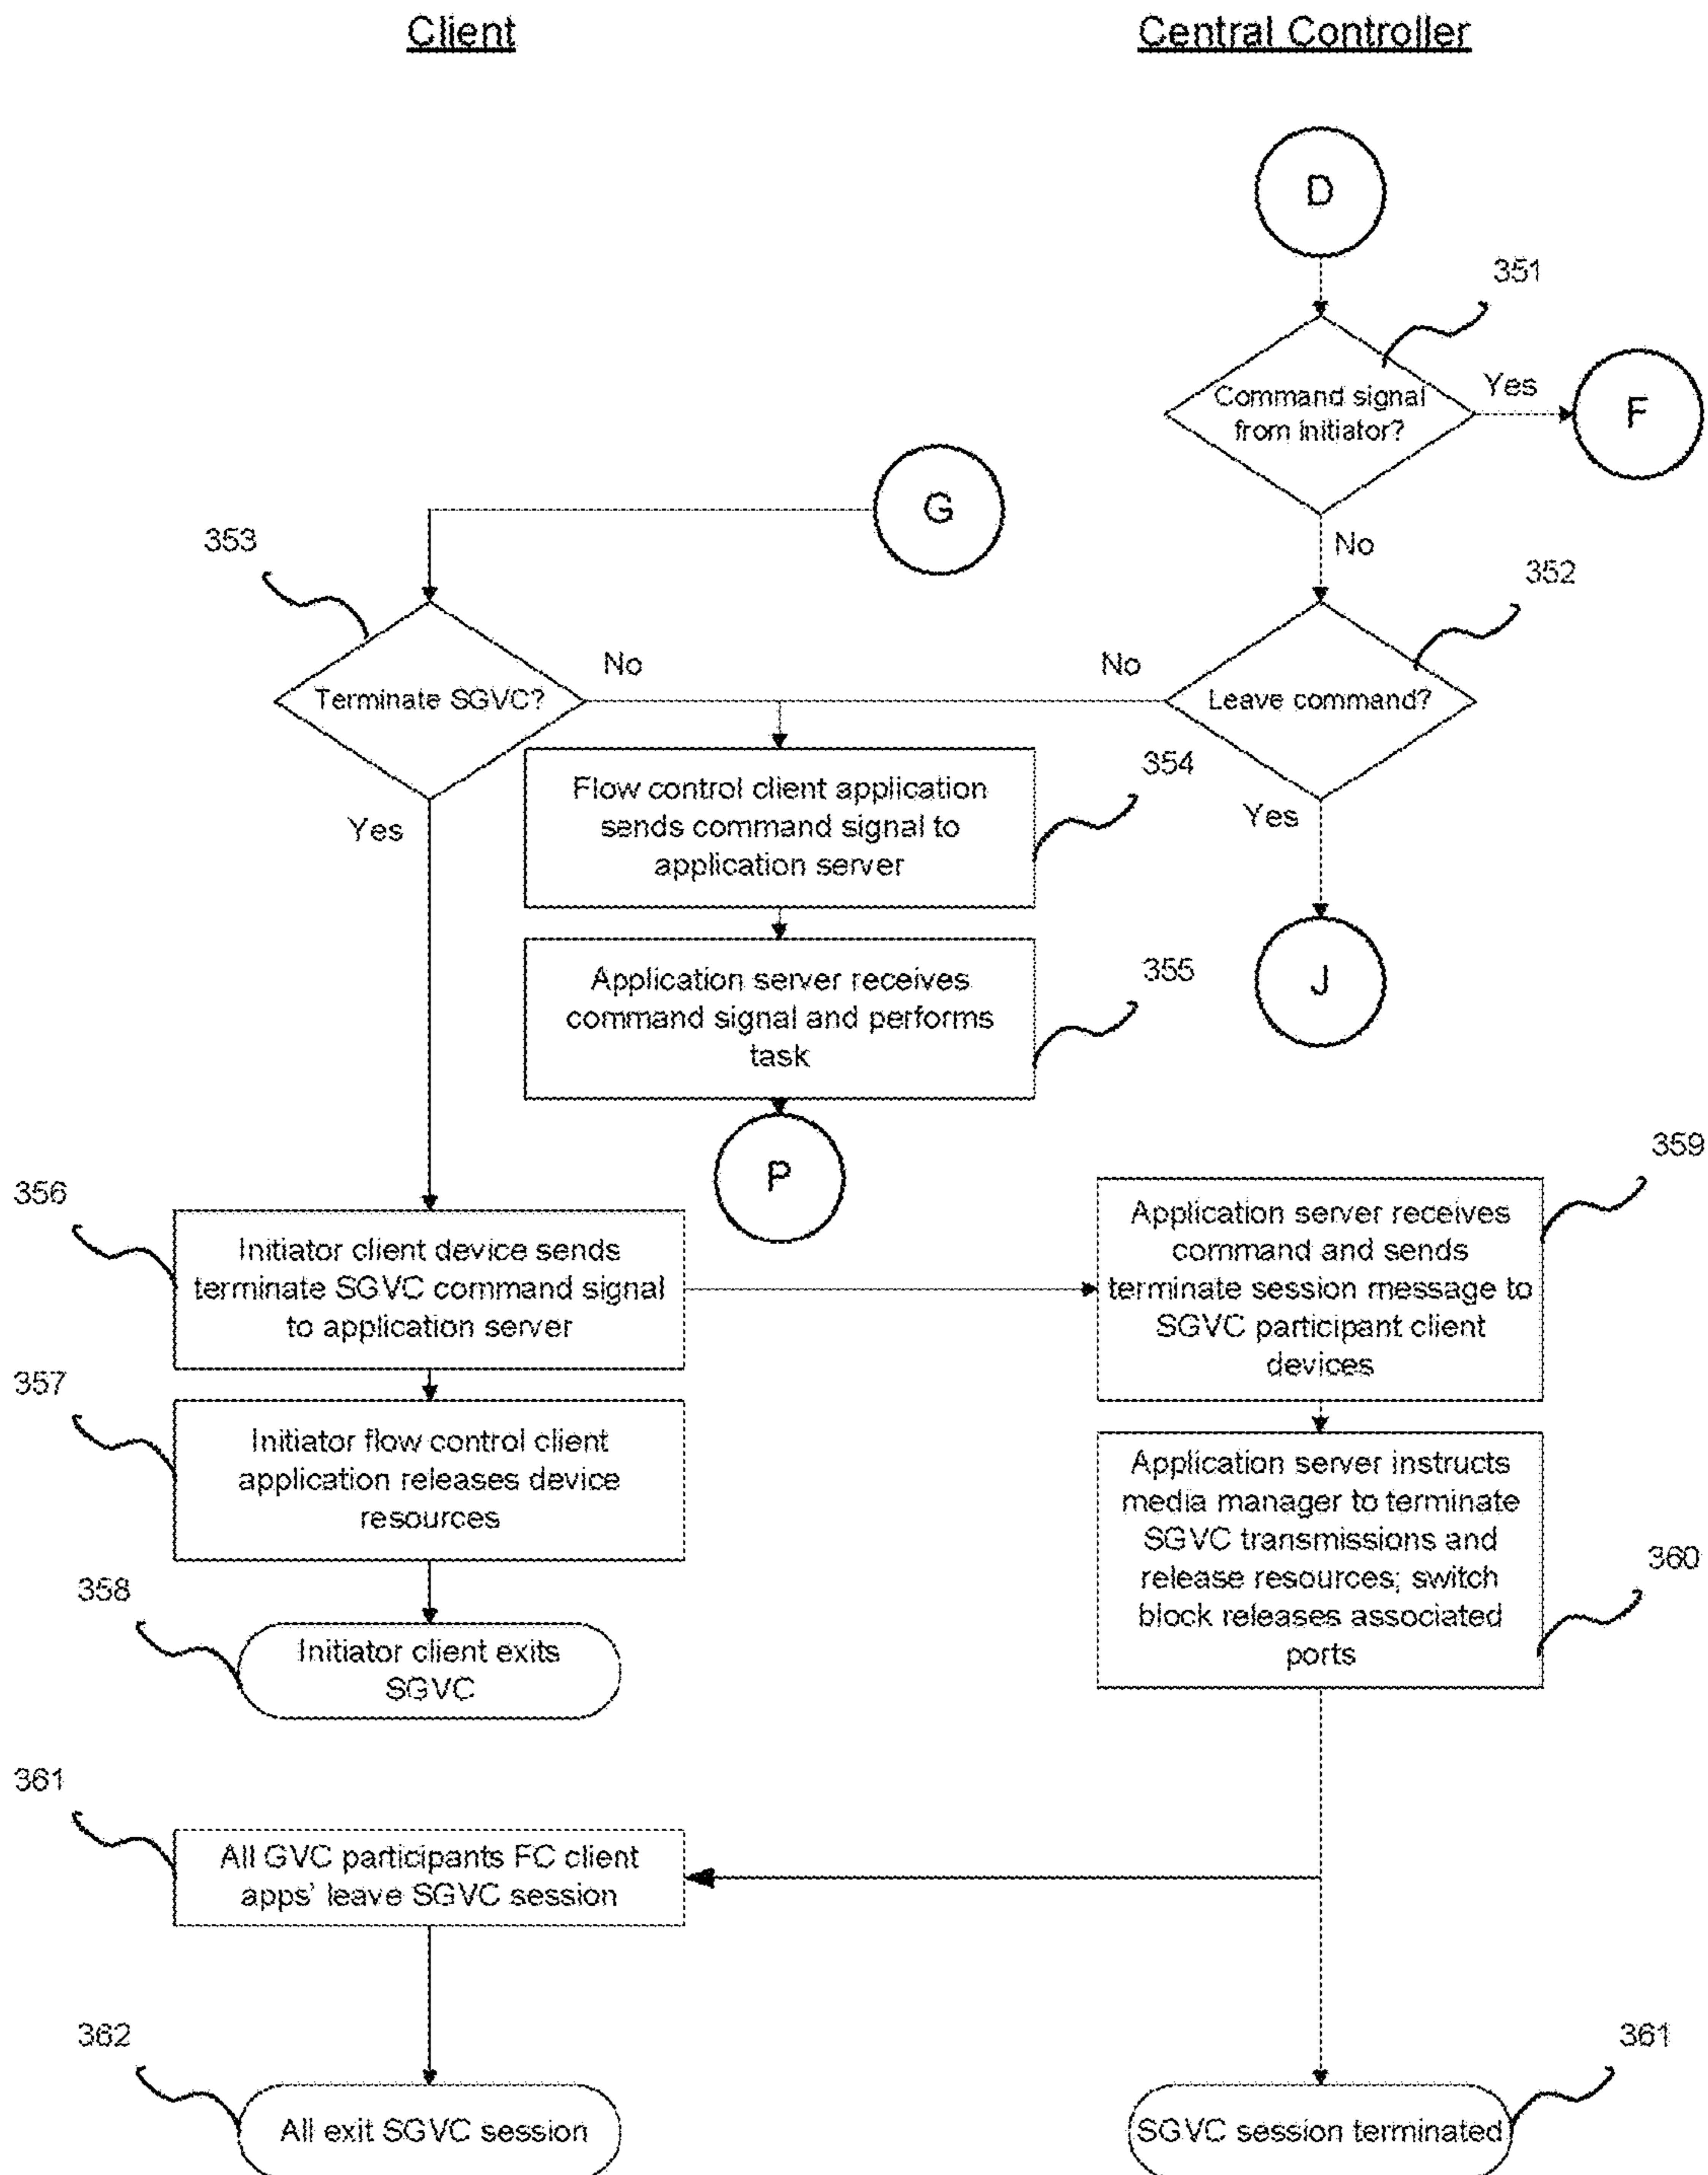 Client
Central Controller
D
351
Command signal
from Initiator?
Yes
F
G
No
353
352
Terminate SGVC?
No
No
Leave command?
Yes
Flow control client application
sends command signal to
application server
354
Yes
Application server receives
command signal and performs
task
355
J
P
356
Initiator client device sends
terminate SGVC command signal
to application server
359
Application server receives
command and sends
terminate session message to
SGVC participant client
devices
357
Initiator flow control client
application releases device
resources
Application server instructs
media manager to terminate
SGVC transmissions and
release resources; switch
block releases associated
ports
360
358
Initiator client exits
SGVC
361
All GVC participants FC client
apps' leave SGVC session
362
All exit SGVC session
361
SGVC session terminated